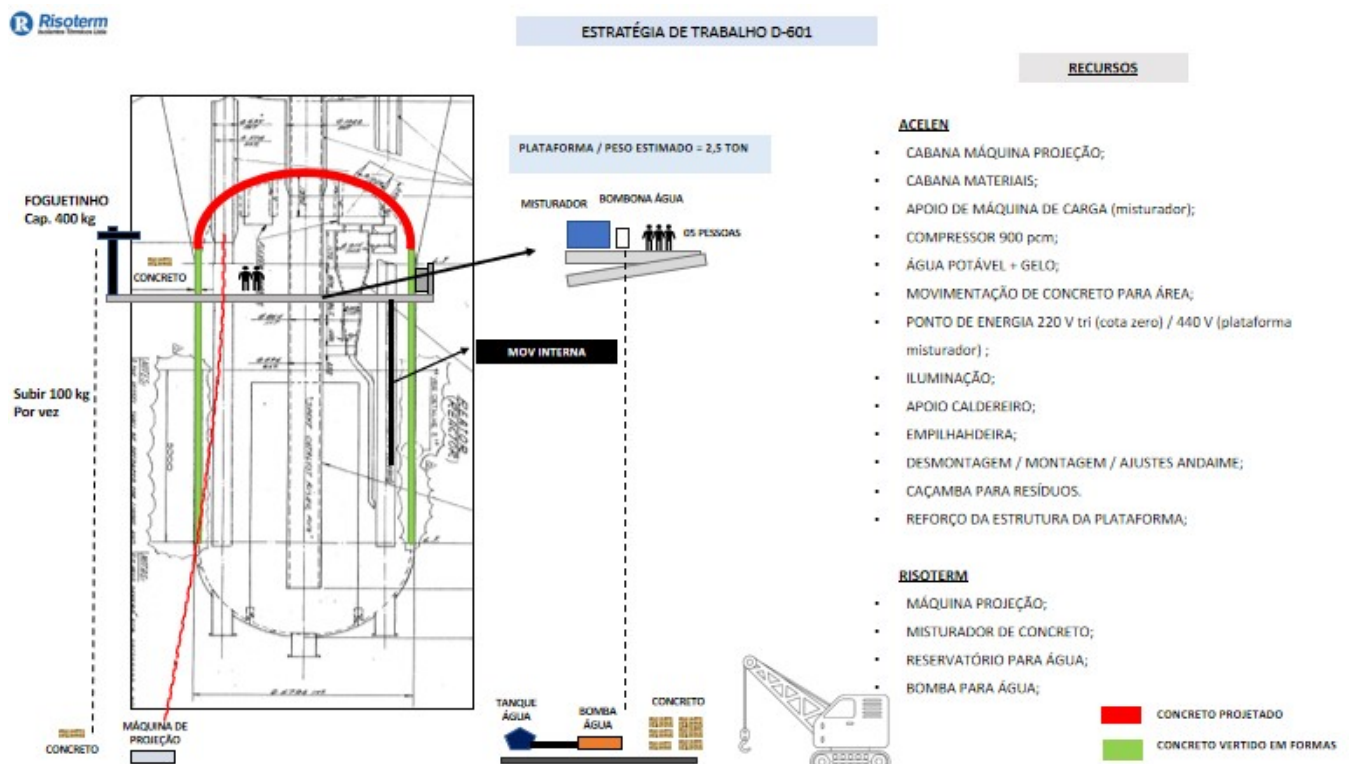 Risoterm
Isolantes Térmicos Ltda
ESTRATÉGIA DE TRABALHO D-601
RECURSOS
ACELEN
▪ CABANA MÁQUINA PROJEÇÃO;
▪ CABANA MATERIAIS;
▪ APOIO DE MÁQUINA DE CARGA (misturador);
▪ COMPRESSOR 900 pcm;
▪ ÁGUA POTÁVEL + GELO;
▪ MOVIMENTAÇÃO DE CONCRETO PARA ÁREA;
▪ PONTO DE ENERGIA 220 V tri (cota zero) / 440 V (plataforma
misturador) ;
▪ ILUMINAÇÃO;
▪ APOIO CALDEREIRO;
▪ EMPILHAHDEIRA;
▪ DESMONTAGEM / MONTAGEM / AJUSTES ANDAIME;
▪ CAÇAMBA PARA RESÍDUOS.
▪ REFORÇO DA ESTRUTURA DA PLATAFORMA;
RISOTERM
▪ MÁQUINA PROJEÇÃO;
▪ MISTURADOR DE CONCRETO;
▪ RESERVATÓRIO PARA ÁGUA;
▪ BOMBA PARA ÁGUA;
CONCRETO PROJETADO
CONCRETO VERTIDO EM FORMAS
PLATAFORMA / PESO ESTIMADO = 2,5 TON
MISTURADOR
BOMBONA ÁGUA
05 PESSOAS
FOGUETINHO
Cap. 400 kg
CONCRETO
MOV INTERNA
Subir 100 kg
Por vez
REATOR
CONCRETO
MÁQUINA DE
PROJEÇÃO
TANQUE
ÁGUA
BOMBA
ÁGUA
CONCRETO